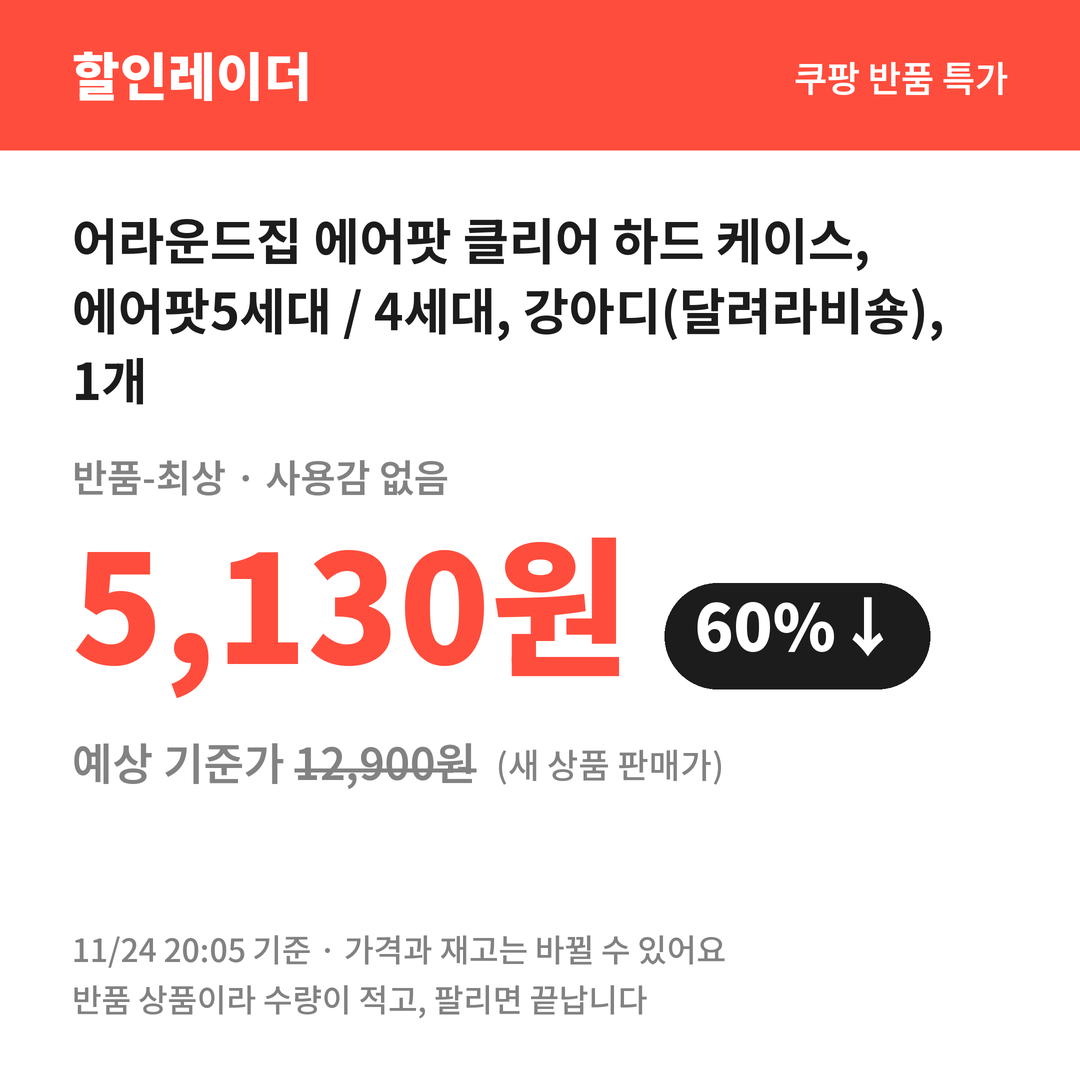 할인레이더
쿠팡 반품 특가
어라운드집 에어팟 클리어 하드 케이스,
에어팟5세대 / 4세대, 강아디(달려라비숑),
1개
반품-최상 · 사용감 없음
5,130원
60%↓
예상 기준가 12,900원 (새 상품 판매가)
11/24 20:05 기준 · 가격과 재고는 바뀔 수 있어요
반품 상품이라 수량이 적고, 팔리면 끝납니다